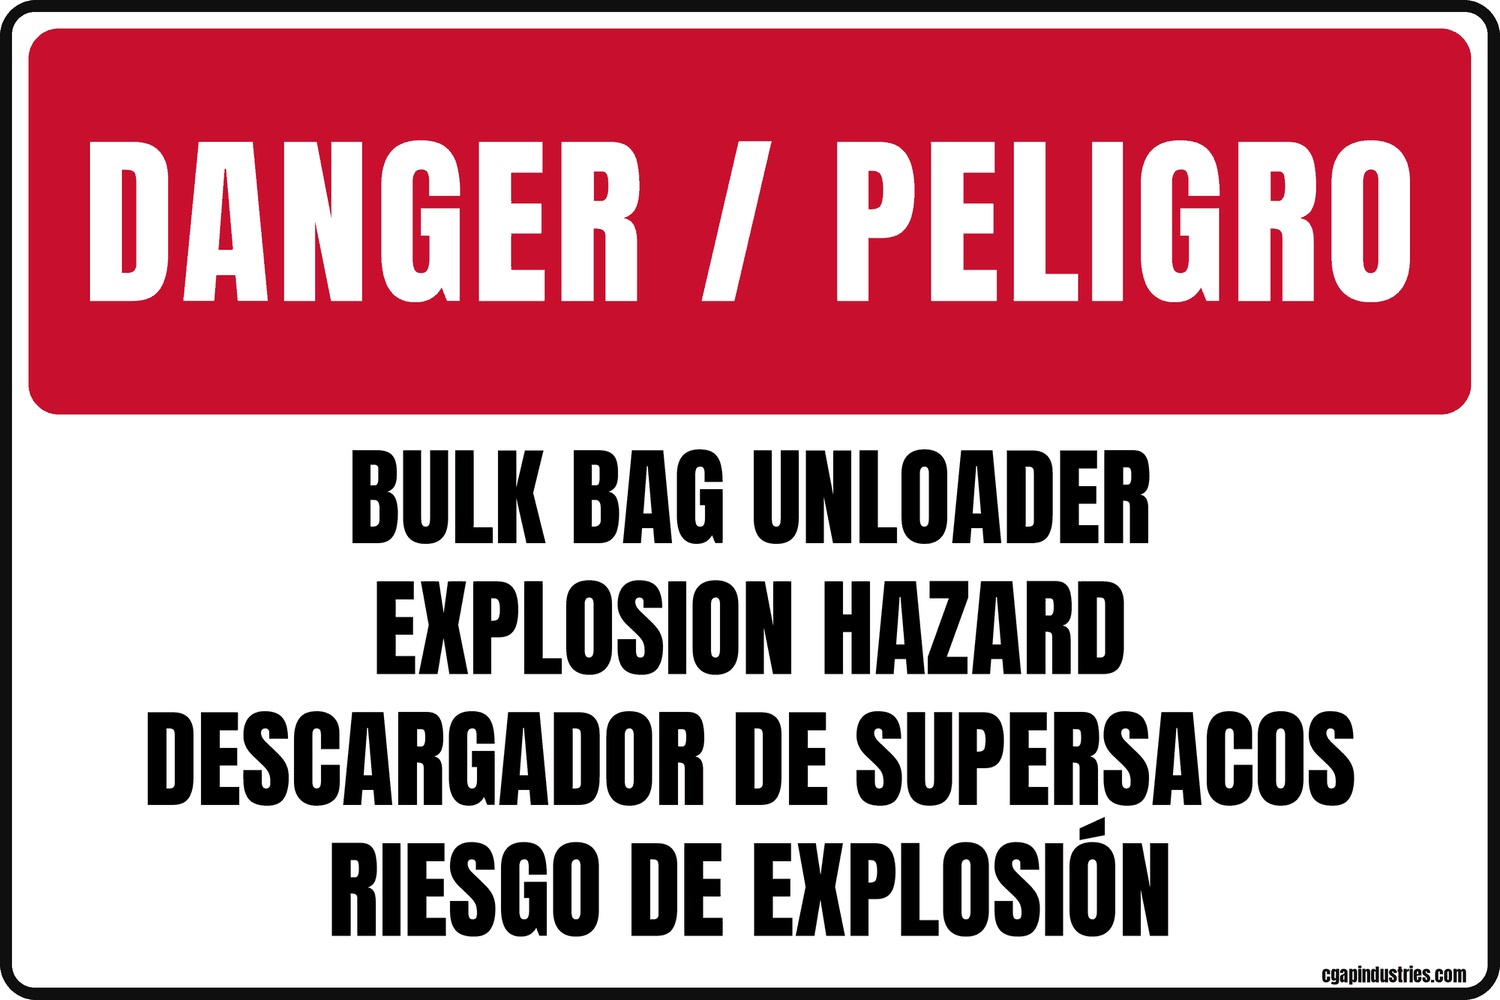 DANGER / PELIGRO
BULK BAG UNLOADER
EXPLOSION HAZARD
DESCARGADOR DE SUPERSACOS
RIESGO DE EXPLOSIÓN
cgapindustries.com